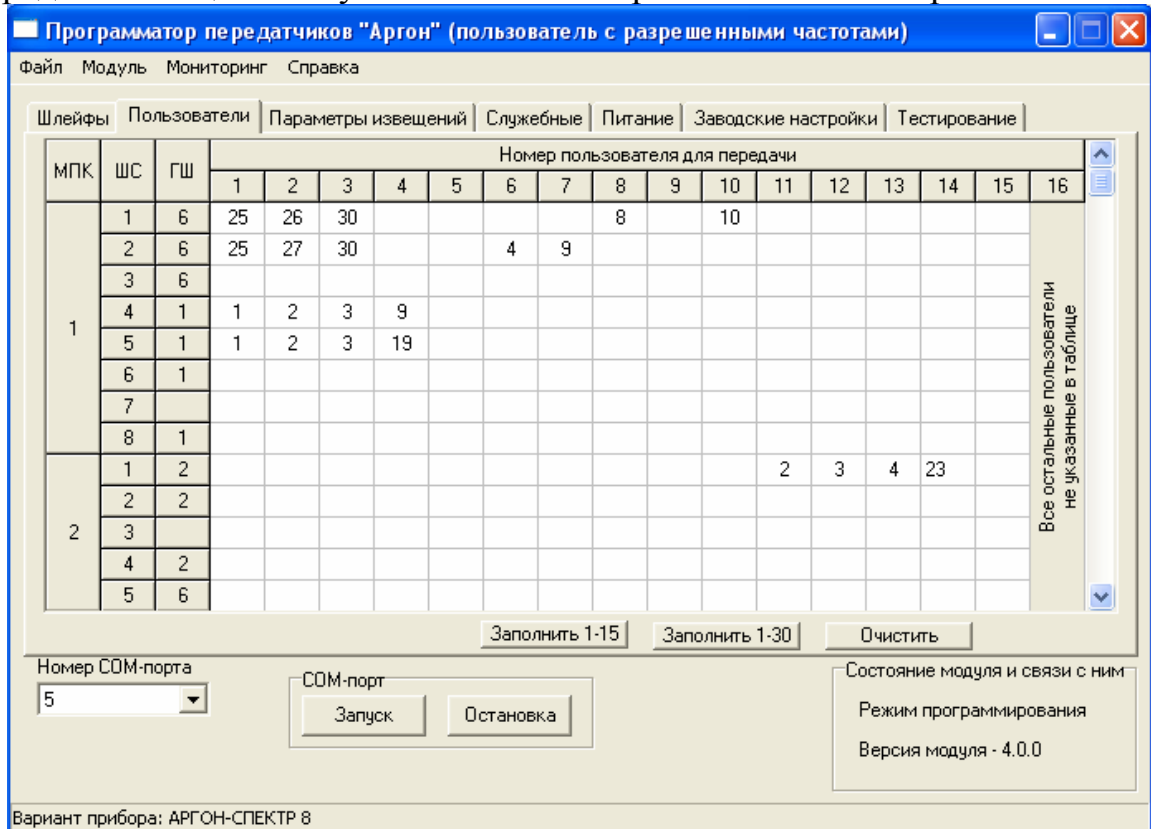 Программатор передатчиков "Аргон" (пользователь с разрешенными частотами)
Файл Модуль Мониторинг Справка
Шлейфы Пользователи Параметры извещений Служебные Питание Заводские настройки Тестирование
МПК ШС ГШ Номер пользователя для передачи
1 2 3 4 5 6 7 8 9 10 11 12 13 14 15 16
1 6 25 26 30 8 10
2 6 25 27 30 4 9
3 6
4 1 1 2 3 9
1
5 1 1 2 3 19
6 1
7
8 1
1 2 2 3 4 23
2 2
2 3
4 2
5 6
Все остальные пользователи
не указанные в таблице
Заполнить 1-15 Заполнить 1-30 Очистить
Номер COM-порта
5
COM-порт
Запуск Остановка
Состояние модуля и связи с ним
Режим программирования
Версия модуля - 4.0.0
Вариант прибора: АРГОН-СПЕКТР 8